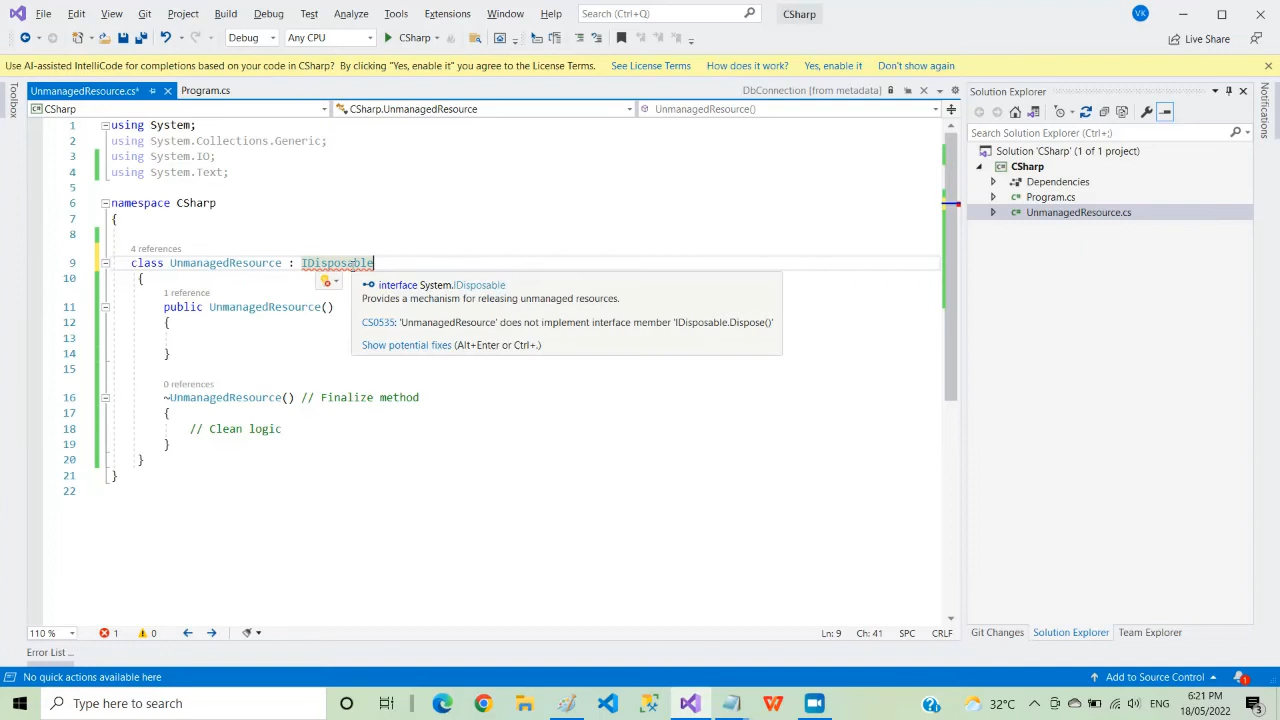 File Edit View Git Project Build Debug Test Analyze Tools Extensions Window Help Search (Ctrl+Q) CSharp VK
Debug Any CPU CSharp Live Share
Use AI-assisted IntelliCode for completions based on your code in CSharp? By clicking "Yes, enable it" you agree to the License Terms. See License Terms How does it work? Yes, enable it Don't show again
Toolbox
UnmanagedResource.cs* Program.cs DbConnection [from metadata]
CSharp CSharp.UnmanagedResource UnmanagedResource()
1 using System;
2 using System.Collections.Generic;
3 using System.IO;
4 using System.Text;
5
6 namespace CSharp
7 {
8
4 references
9 class UnmanagedResource : IDisposable
10 {
1 reference
11 public UnmanagedResource()
12 {
13
14 }
15
0 references
16 ~UnmanagedResource() // Finalize method
17 {
18 // Clean logic
19 }
20 }
21 }
22
interface System.IDisposable
Provides a mechanism for releasing unmanaged resources.
CS0535: 'UnmanagedResource' does not implement interface member 'IDisposable.Dispose()'
Show potential fixes (Alt+Enter or Ctrl+.)
110 % 1 0 Ln: 9 Ch: 41 SPC CRLF
Error List ...
Solution Explorer
Search Solution Explorer (Ctrl+;)
Solution 'CSharp' (1 of 1 project)
CSharp
Dependencies
Program.cs
UnmanagedResource.cs
Git Changes Solution Explorer Team Explorer
Notifications
No quick actions available here Add to Source Control 1
Type here to search 32°C ENG 6:21 PM
18/05/2022 3